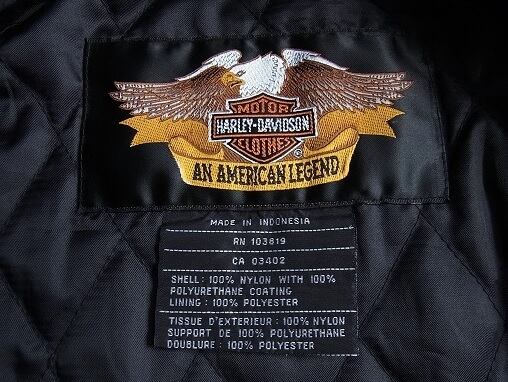 MOTOR
HARLEY-DAVIDSON
CLOTHES
®
AN AMERICAN LEGEND
MADE IN INDONESIA
RN 103819
CA 03402
SHELL: 100% NYLON WITH 100%
POLYURETHANE COATING
LINING: 100% POLYESTER
TISSUE D'EXTERIEUR: 100% NYLON
SUPPORT DE 100% POLYURETHANE
DOUBLURE: 100% POLYESTER